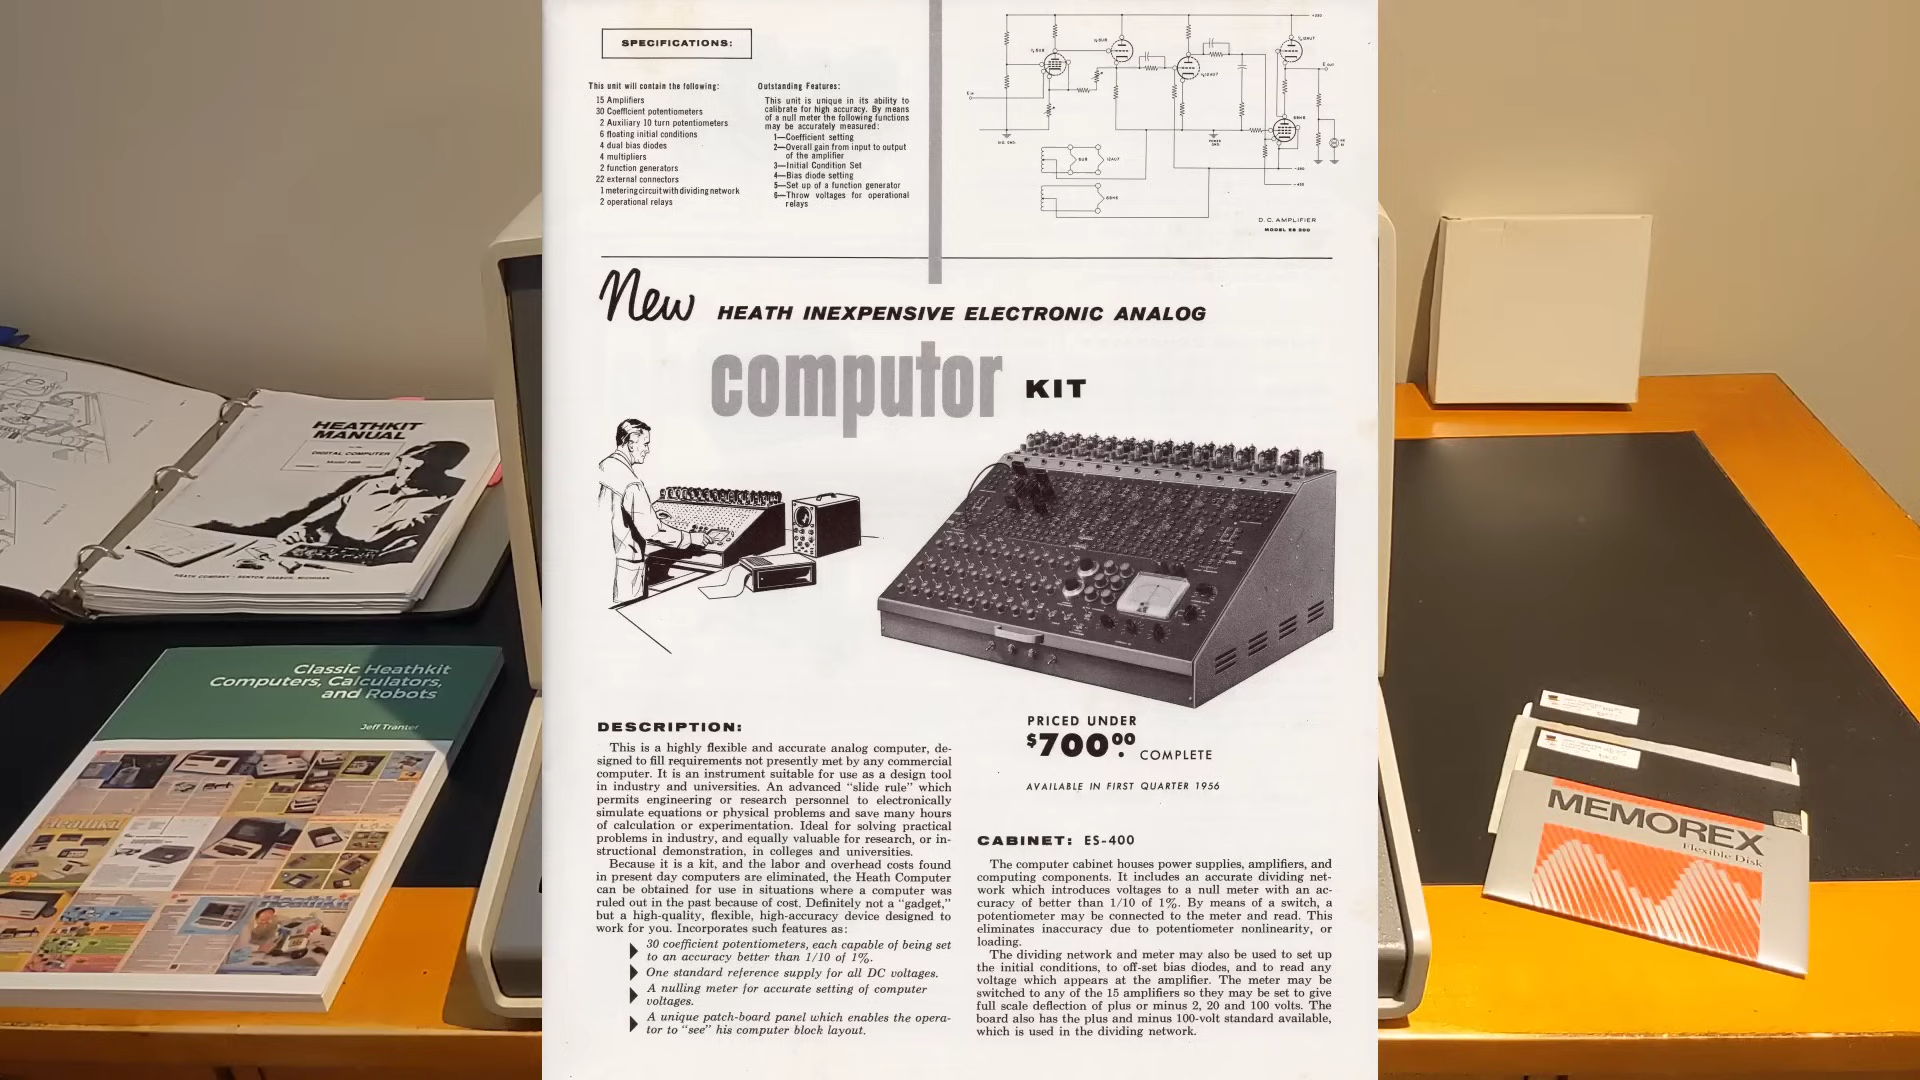 SPECIFICATIONS:
This unit will contain the following:
15 Amplifiers
30 Coefficient potentiometers
2 Auxiliary 10 turn potentiometers
6 floating initial conditions
4 dual bias diodes
4 multipliers
2 function generators
22 external connectors
1 metering circuit with dividing network
2 operational relays
Outstanding Features:
This unit is unique in its ability to
calibrate for high accuracy. By means
of a null meter the following functions
may be accurately measured:
1—Coefficient setting
2—Overall gain from input to output
of the amplifier
3—Initial Condition Set
4—Bias diode setting
5—Set up of a function generator
6—Throw voltages for operational
relays
D.C. AMPLIFIER
MODEL ES 200
New HEATH INEXPENSIVE ELECTRONIC ANALOG
computor KIT
DESCRIPTION:
This is a highly flexible and accurate analog computer, de-
signed to fill requirements not presently met by any commercial
computer. It is an instrument suitable for use as a design tool
in industry and universities. An advanced "slide rule" which
permits engineering or research personnel to electronically
simulate equations or physical problems and save many hours
of calculation or experimentation. Ideal for solving practical
problems in industry, and equally valuable for research, or in-
structional demonstration, in colleges and universities.
Because it is a kit, and the labor and overhead costs found
in present day computers are eliminated, the Heath Computer
can be obtained for use in situations where a computer was
ruled out in the past because of cost. Definitely not a "gadget,"
but a high-quality, flexible, high-accuracy device designed to
work for you. Incorporates such features as:
30 coefficient potentiometers, each capable of being set
to an accuracy better than 1/10 of 1%.
One standard reference supply for all DC voltages.
A nulling meter for accurate setting of computer
voltages.
A unique patch-board panel which enables the opera-
tor to "see" his computer block layout.
PRICED UNDER
$700.00 COMPLETE
AVAILABLE IN FIRST QUARTER 1956
CABINET: ES-400
The computer cabinet houses power supplies, amplifiers, and
computing components. It includes an accurate dividing net-
work which introduces voltages to a null meter with an ac-
curacy of better than 1/10 of 1%. By means of a switch, a
potentiometer may be connected to the meter and read. This
eliminates inaccuracy due to potentiometer nonlinearity, or
loading.
The dividing network and meter may also be used to set up
the initial conditions, to off-set bias diodes, and to read any
voltage which appears at the amplifier. The meter may be
switched to any of the 15 amplifiers so they may be set to give
full scale deflection of plus or minus 2, 20 and 100 volts. The
board also has the plus and minus 100-volt standard available,
which is used in the dividing network.
HEATHKIT
MANUAL
DIGITAL COMPUTER
HEATH COMPANY · BENTON HARBOR, MICHIGAN
Classic Heathkit
Computers, Calculators,
and Robots
Jeff Tranter
Heathkit
Heathkit
MEMOREX
Flexible Disk